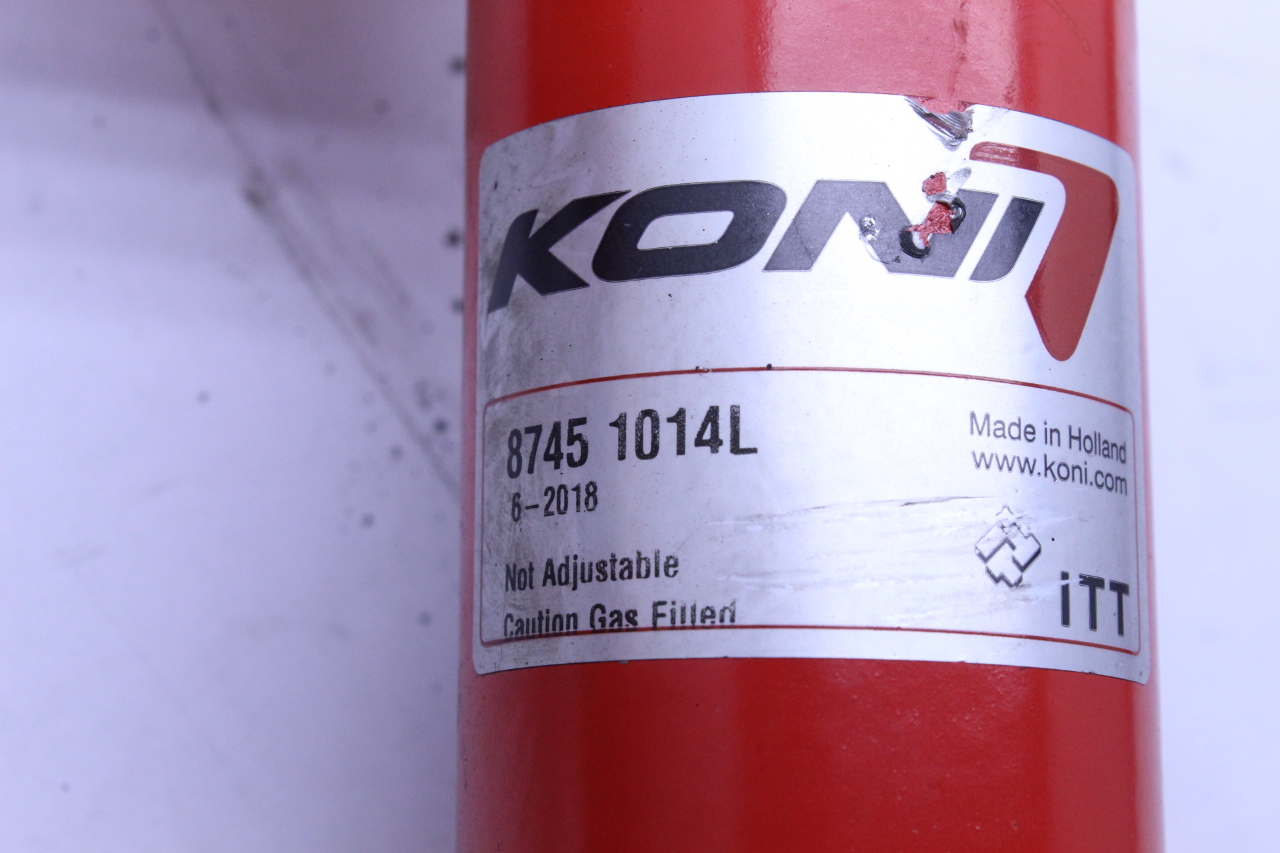 KONI
8745 1014L
6-2018
Made in Holland
www.koni.com
Not Adjustable
Caution Gas Filled
ITT